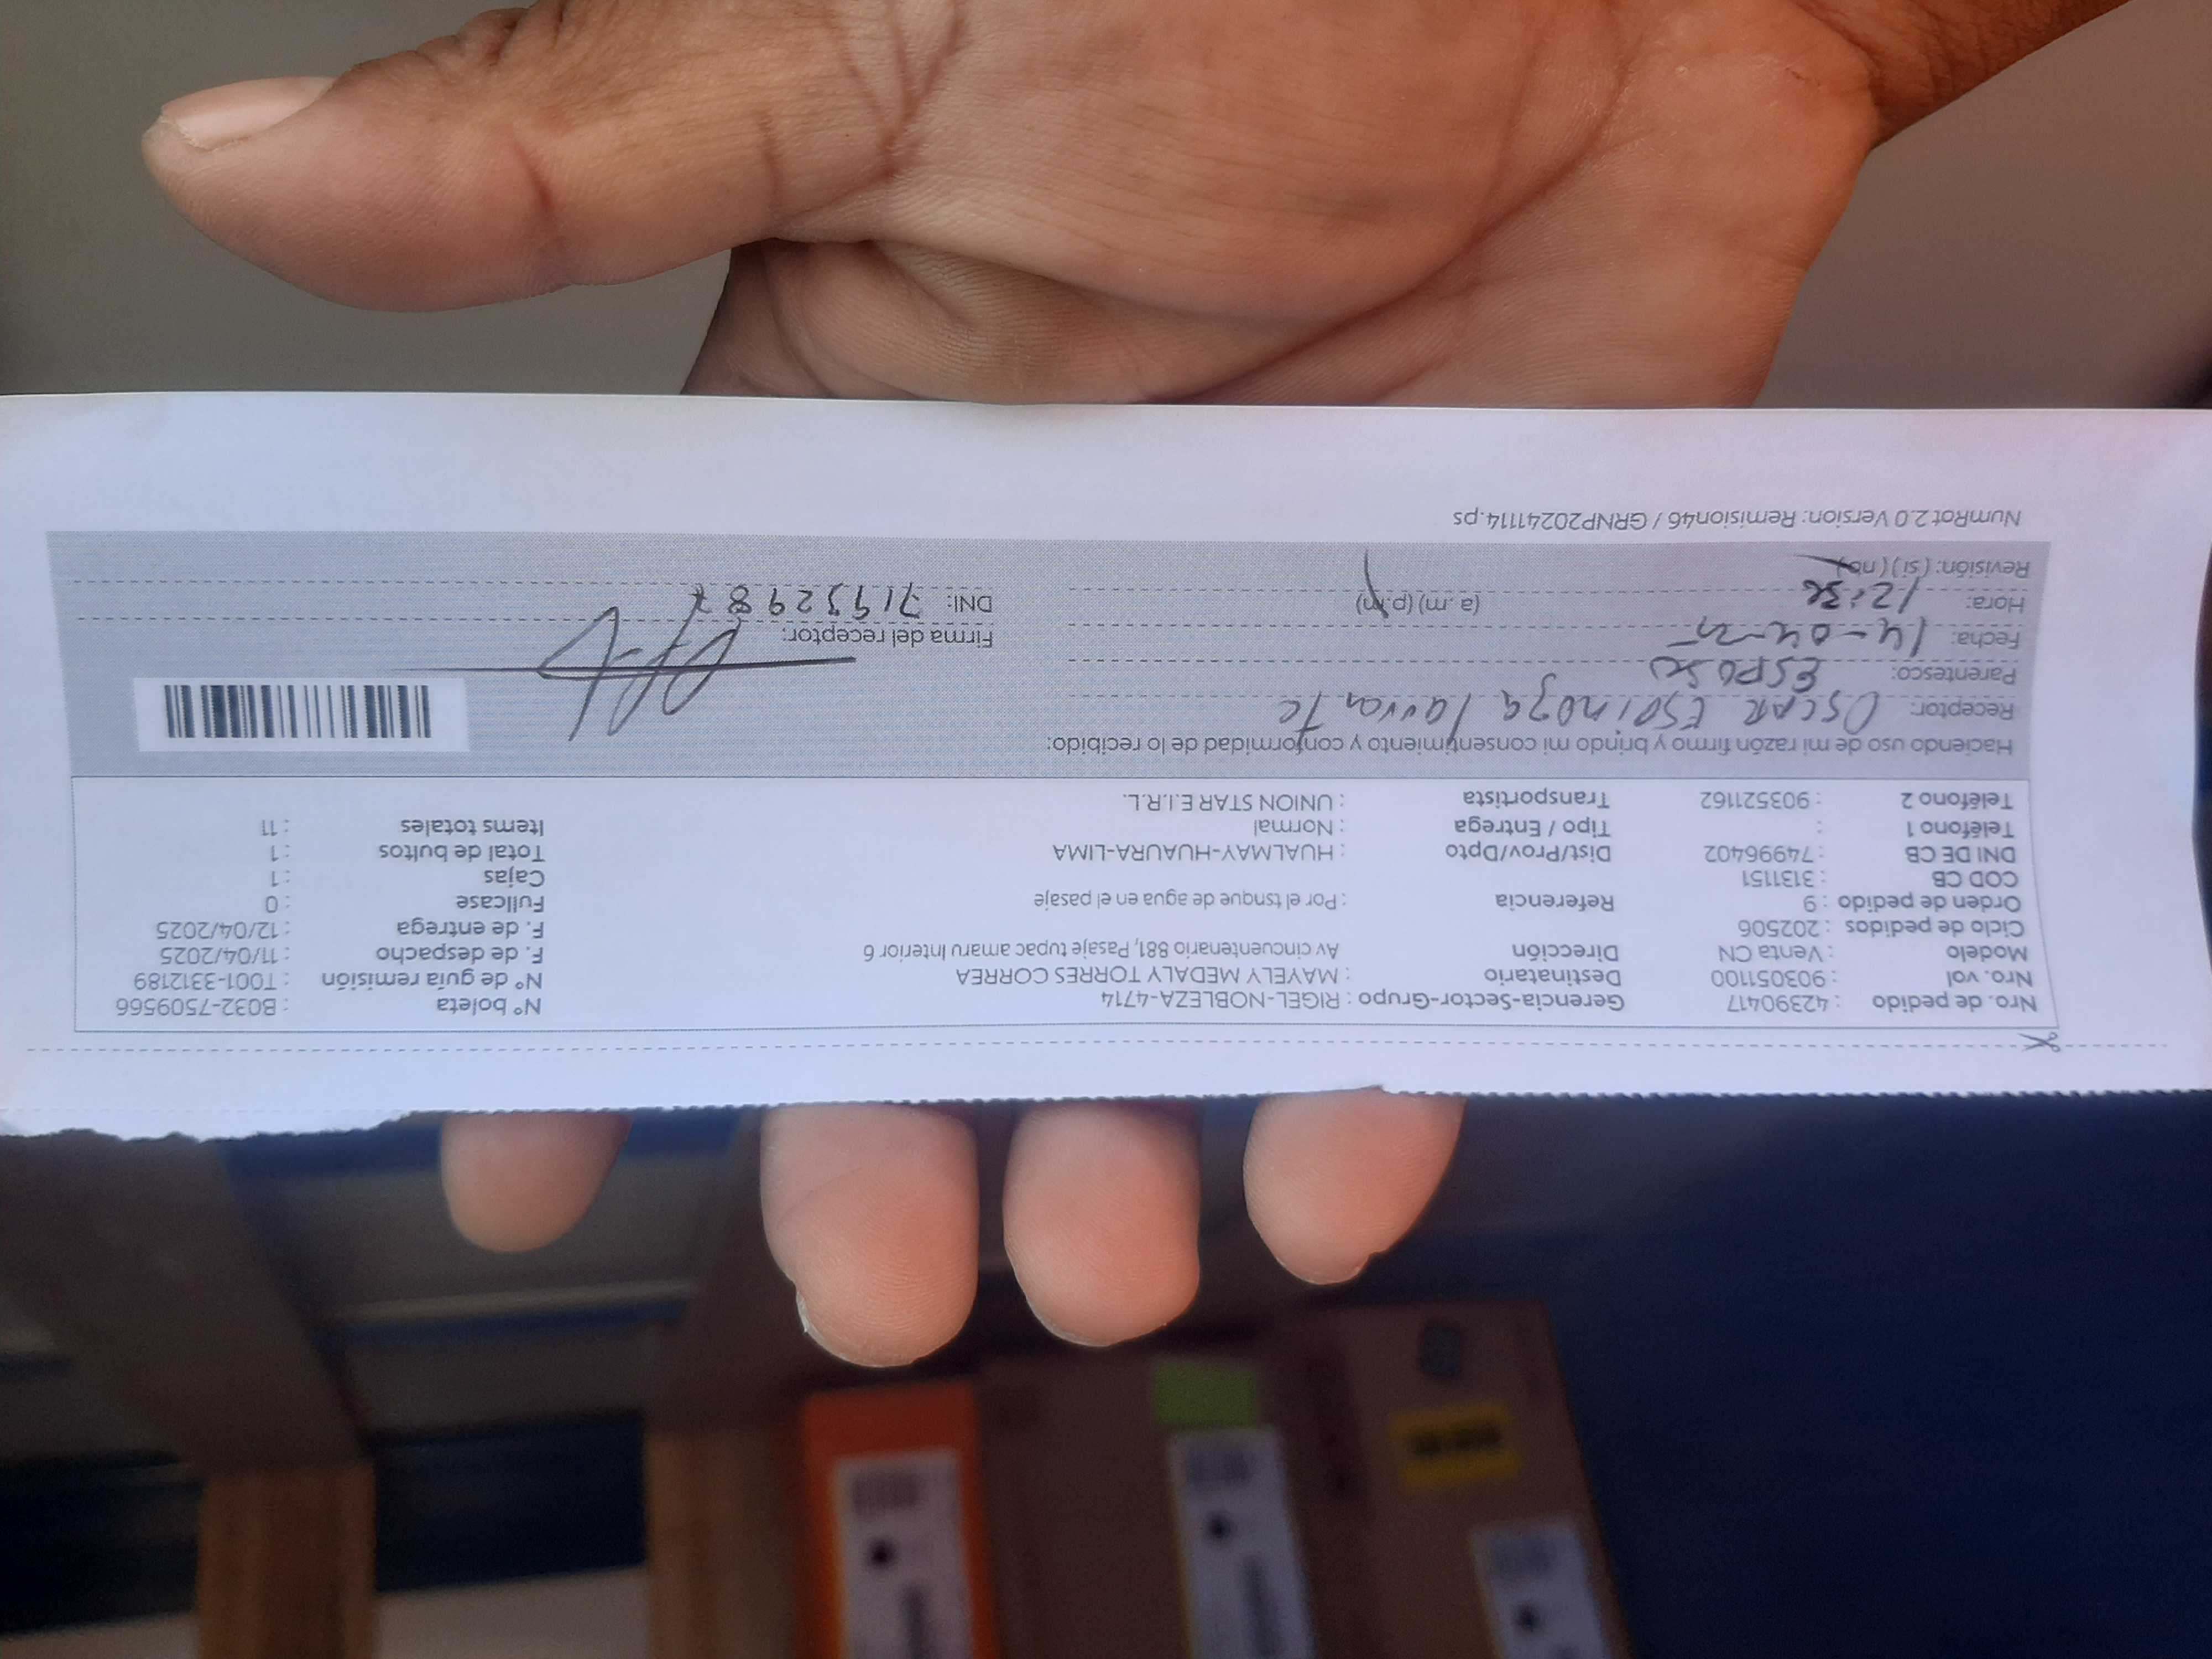 Nro. de pedido : 42390417 Gerencia-Sector-Grupo : RIGEL-NOBLEZA-4714 N° boleta : B032-7509566
Nro. vol : 903051100 Destinatario : MAYELY MEDALY TORRES CORREA N° de guía remisión : T001-3312189
Modelo : Venta CN Dirección Av cincuentenario 881, Pasaje tupac amaru Interior 6 F. de despacho : 11/04/2025
Ciclo de pedidos : 202506 F. de entrega : 12/04/2025
Orden de pedido : 9 Referencia : Por el tsnque de agua en el pasaje Fullcase : 0
COD CB : 3131151 Cajas : 1
DNI DE CB : 74996402 Dist/Prov/Dpto : HUALMAY-HUAURA-LIMA Total de bultos : 1
Teléfono 1 : Tipo / Entrega : Normal Items totales : 11
Teléfono 2 : 903521162 Transportista : UNION STAR E.I.R.L.
Haciendo uso de mi razón firmo y brindo mi consentimiento y conformidad de lo recibido:
Receptor: OSCAR ESPINOZA
Parentesco: ESPOSO
Fecha: 14-04-25 Firma del receptor:
Hora: 12:36 (a.m) (p.m) DNI: 71932987
Revisión: (si) (no)
NumRot 2.0 Version: Remision46 / GRNP20241114.ps